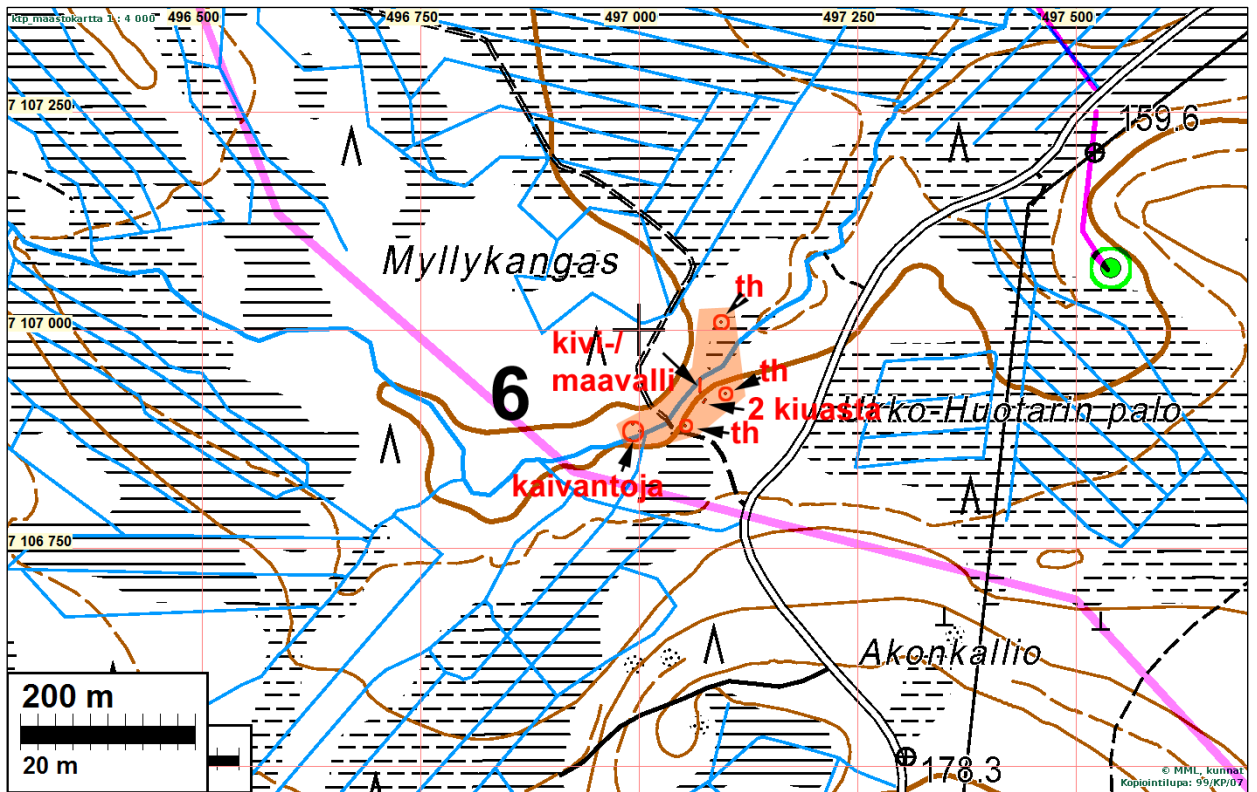 ktp_maastokartta 1 : 4 000
496 500
496 750
497 000
497 250
497 500
7 107 250
159.6
Myllykangas
th
7 107 000
kivi-/
maavalli
th
6
2 kiuasta
kko-Huotarin palo
th
kaivantoja
7 106 750
Akonkallio
200 m
20 m
178.3
© MML, kunnat
Kopiointilupa: 99/KP/07